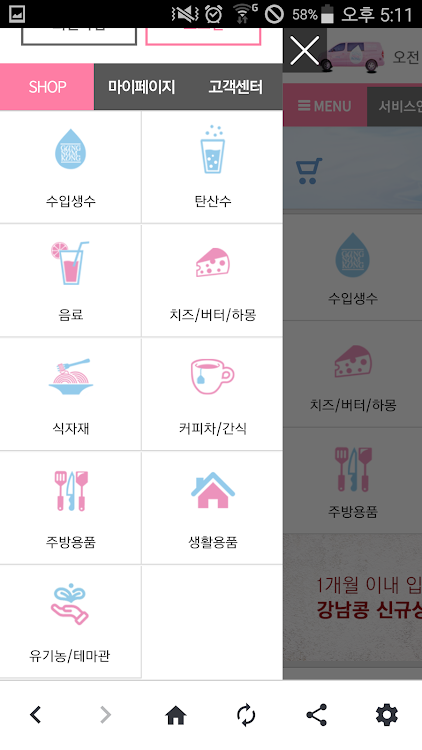 58% 오후 5:11
오전
SHOP 마이페이지 고객센터
MENU 서비스안
수입생수 탄산수
수입생수
음료 치즈/버터/하몽
치즈/버터/하몽
식자재 커피차/간식
주방용품 생활용품
주방용품
1개월 이내 입
강남콩 신규상
유기농/테마관